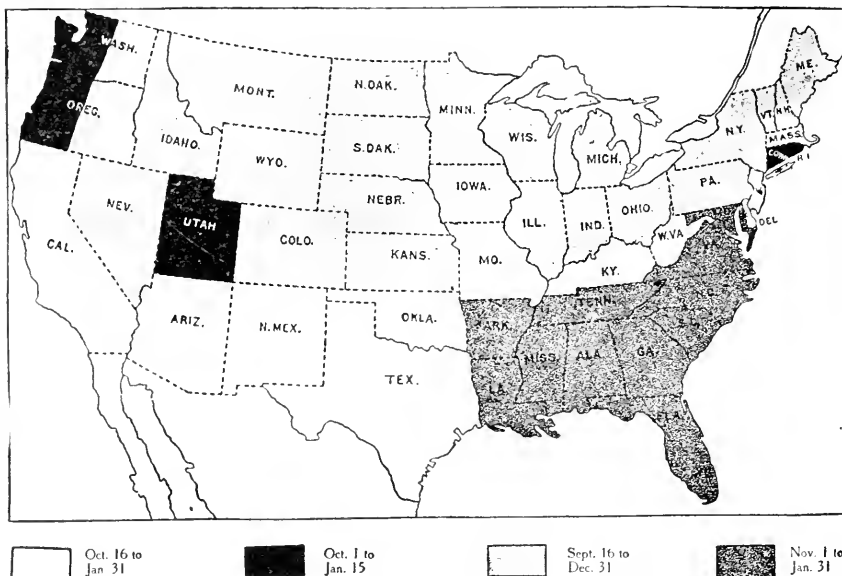 WASH.
MONT.
N.DAK.
MINN.
ME.
OREG.
IDAHO.
S.DAK.
WIS.
MICH.
N.Y.
VT.
N.H.
MASS.
R I
WYO.
NEBR.
IOWA.
PA.
NEV.
UTAH
COLO.
ILL.
IND.
OHIO.
W.VA
DEL
CAL.
KANS.
MO.
KY.
ARIZ.
N.MEX.
OKLA.
ARK.
TENN.
TEX.
LA.
MISS.
ALA.
GA.
FLA.
Oct. 16 to
Jan. 31
Oct. 1 to
Jan. 15
Sept. 16 to
Dec. 31
Nov. 1 to
Jan. 31